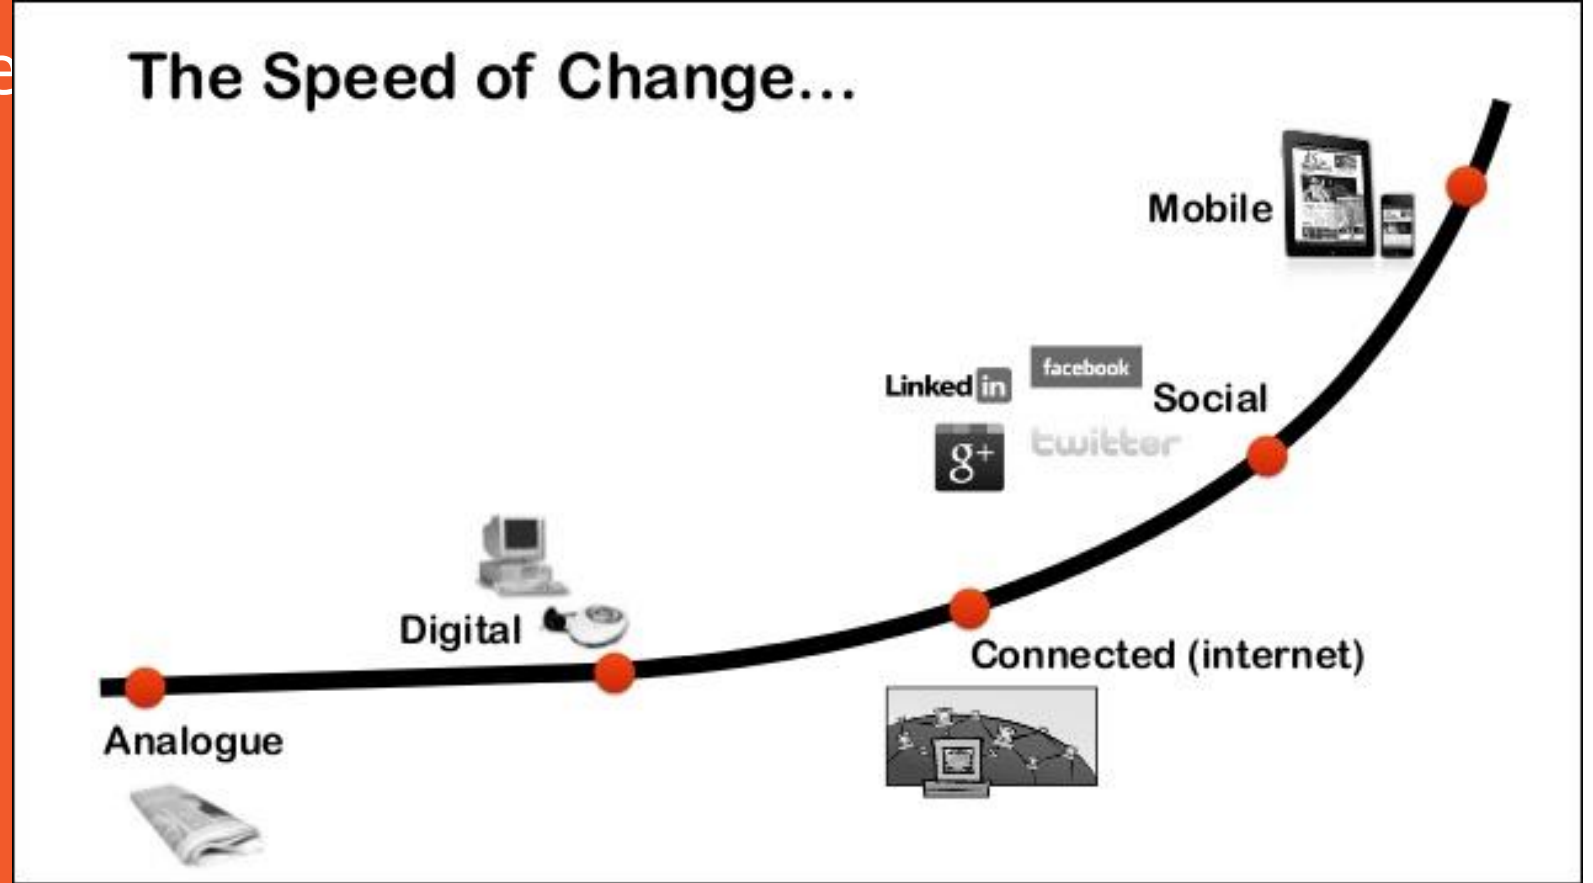 The Speed of Change...
Mobile
Linked in
facebook
Social
g+
twitter
Digital
Connected (internet)
Analogue